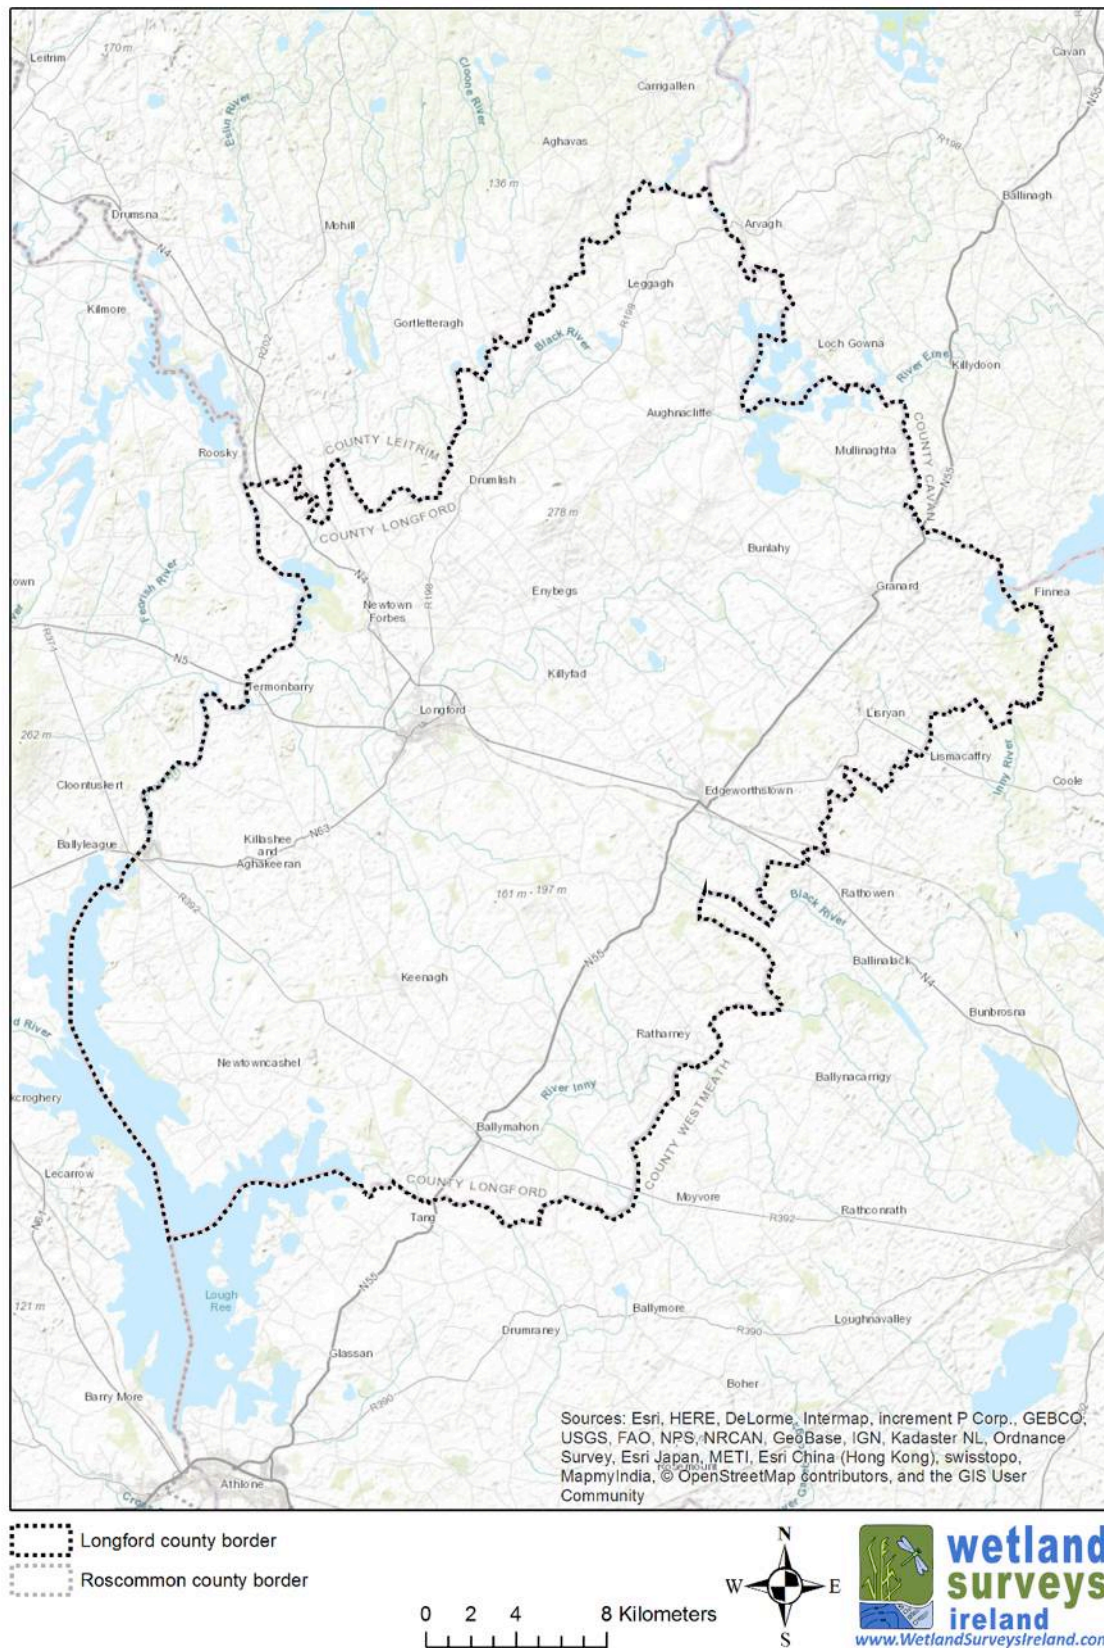 170 m
Leitrim
Cavan
Cloone River
Carrigallen
N55
Eslin River
Aghavas
R198
136 m
Ballinagh
Drumsna
Mohill
Arvagh
N4
Leggagh
Kilmore
Gortletteragh
Black River
R198
R202
Loch Gowna
River Erne
Killydoon
Aughnacliffe
COUNTY LEITRIM
COUNTY CAVAN
Roosky
Mullinaghta
N55
Drumlish
COUNTY LONGFORD
278 m
Bunlahy
N4
own
Feorish River
Enybegs
Granard
Finnea
Newtown
Forbes
R198
R371
N5
Killyfad
Termonbarry
Longford
Lisryan
262 m
Lismacaffry
Inny River
Coole
Cloontuskert
Edgeworthstown
N63
Ballyleague
Killashee
and
Aghakeeran
161 m - 197 m
Rathowen
R392
Black River
N55
Ballinalack
Keenagh
N4
Bunbrosna
d River
Ratharney
Newtowncashel
Ballynacarrigy
River Inny
COUNTY WESTMEATH
Ballymahon
Lecarrow
COUNTY LONGFORD
Moyvore
Rathconrath
N61
Tang
R392
N55
Lough
Ree
121 m
Ballymore
Loughnavalley
Drumraney
R390
Glassan
Boher
Barry More
R390
Sources: Esri, HERE, DeLorme, Intermap, increment P Corp., GEBCO,
USGS, FAO, NPS, NRCAN, GeoBase, IGN, Kadaster NL, Ordnance
Survey, Esri Japan, METI, Esri China (Hong Kong), swisstopo,
MapmyIndia, © OpenStreetMap contributors, and the GIS User
Community
Athlone
Longford county border
Roscommon county border
N
W E
S
0 2 4 8 Kilometers
wetland
surveys
ireland
www.WetlandSurveysIreland.com